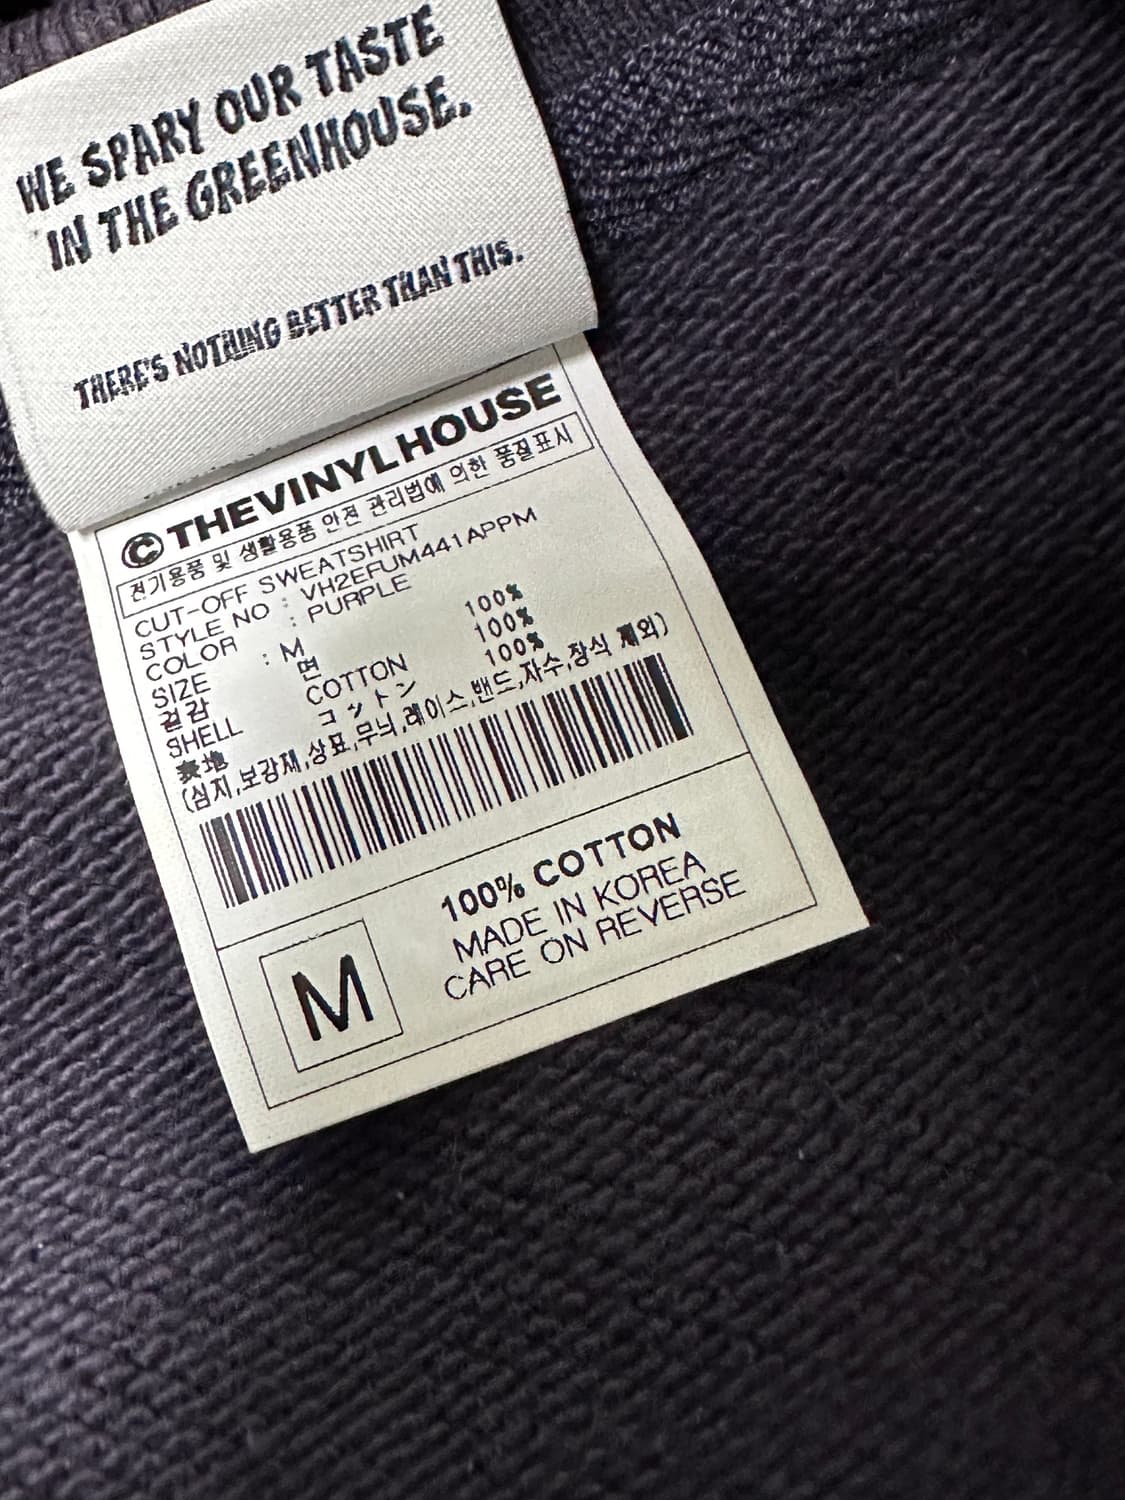 WE SPARY OUR TASTE
IN THE GREENHOUSE.
THERE'S NOTHING BETTER THAN THIS.
© THEVINYLHOUSE
전기용품 및 생활용품 안전 관리법에 의한 품질표시
CUT-OFF SWEATSHIRT
STYLE NO : VH2EFUM441APPM
COLOR : PURPLE
SIZE : M
겉감 면 100%
SHELL COTTON 100%
表地 コットン 100%
(심지,보강재,상표,무늬,레이스,밴드,자수,장식 제외)
100% COTTON
MADE IN KOREA
CARE ON REVERSE
M